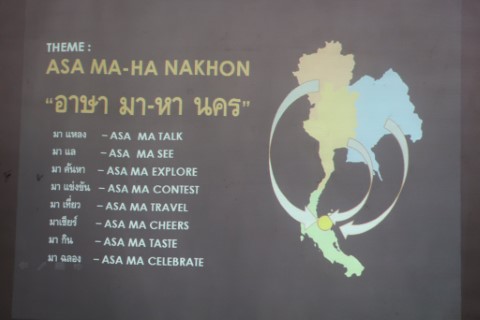 THEME :
ASA MA-HA NAKHON
“อาษา มา-หา นคร”
มา แหลง – ASA MA TALK
มา แล – ASA MA SEE
มา ค้นหา – ASA MA EXPLORE
มา แข่งขัน – ASA MA CONTEST
มา เที่ยว – ASA MA TRAVEL
มาเชียร์ – ASA MA CHEERS
มา กิน – ASA MA TASTE
มา ฉลอง – ASA MA CELEBRATE